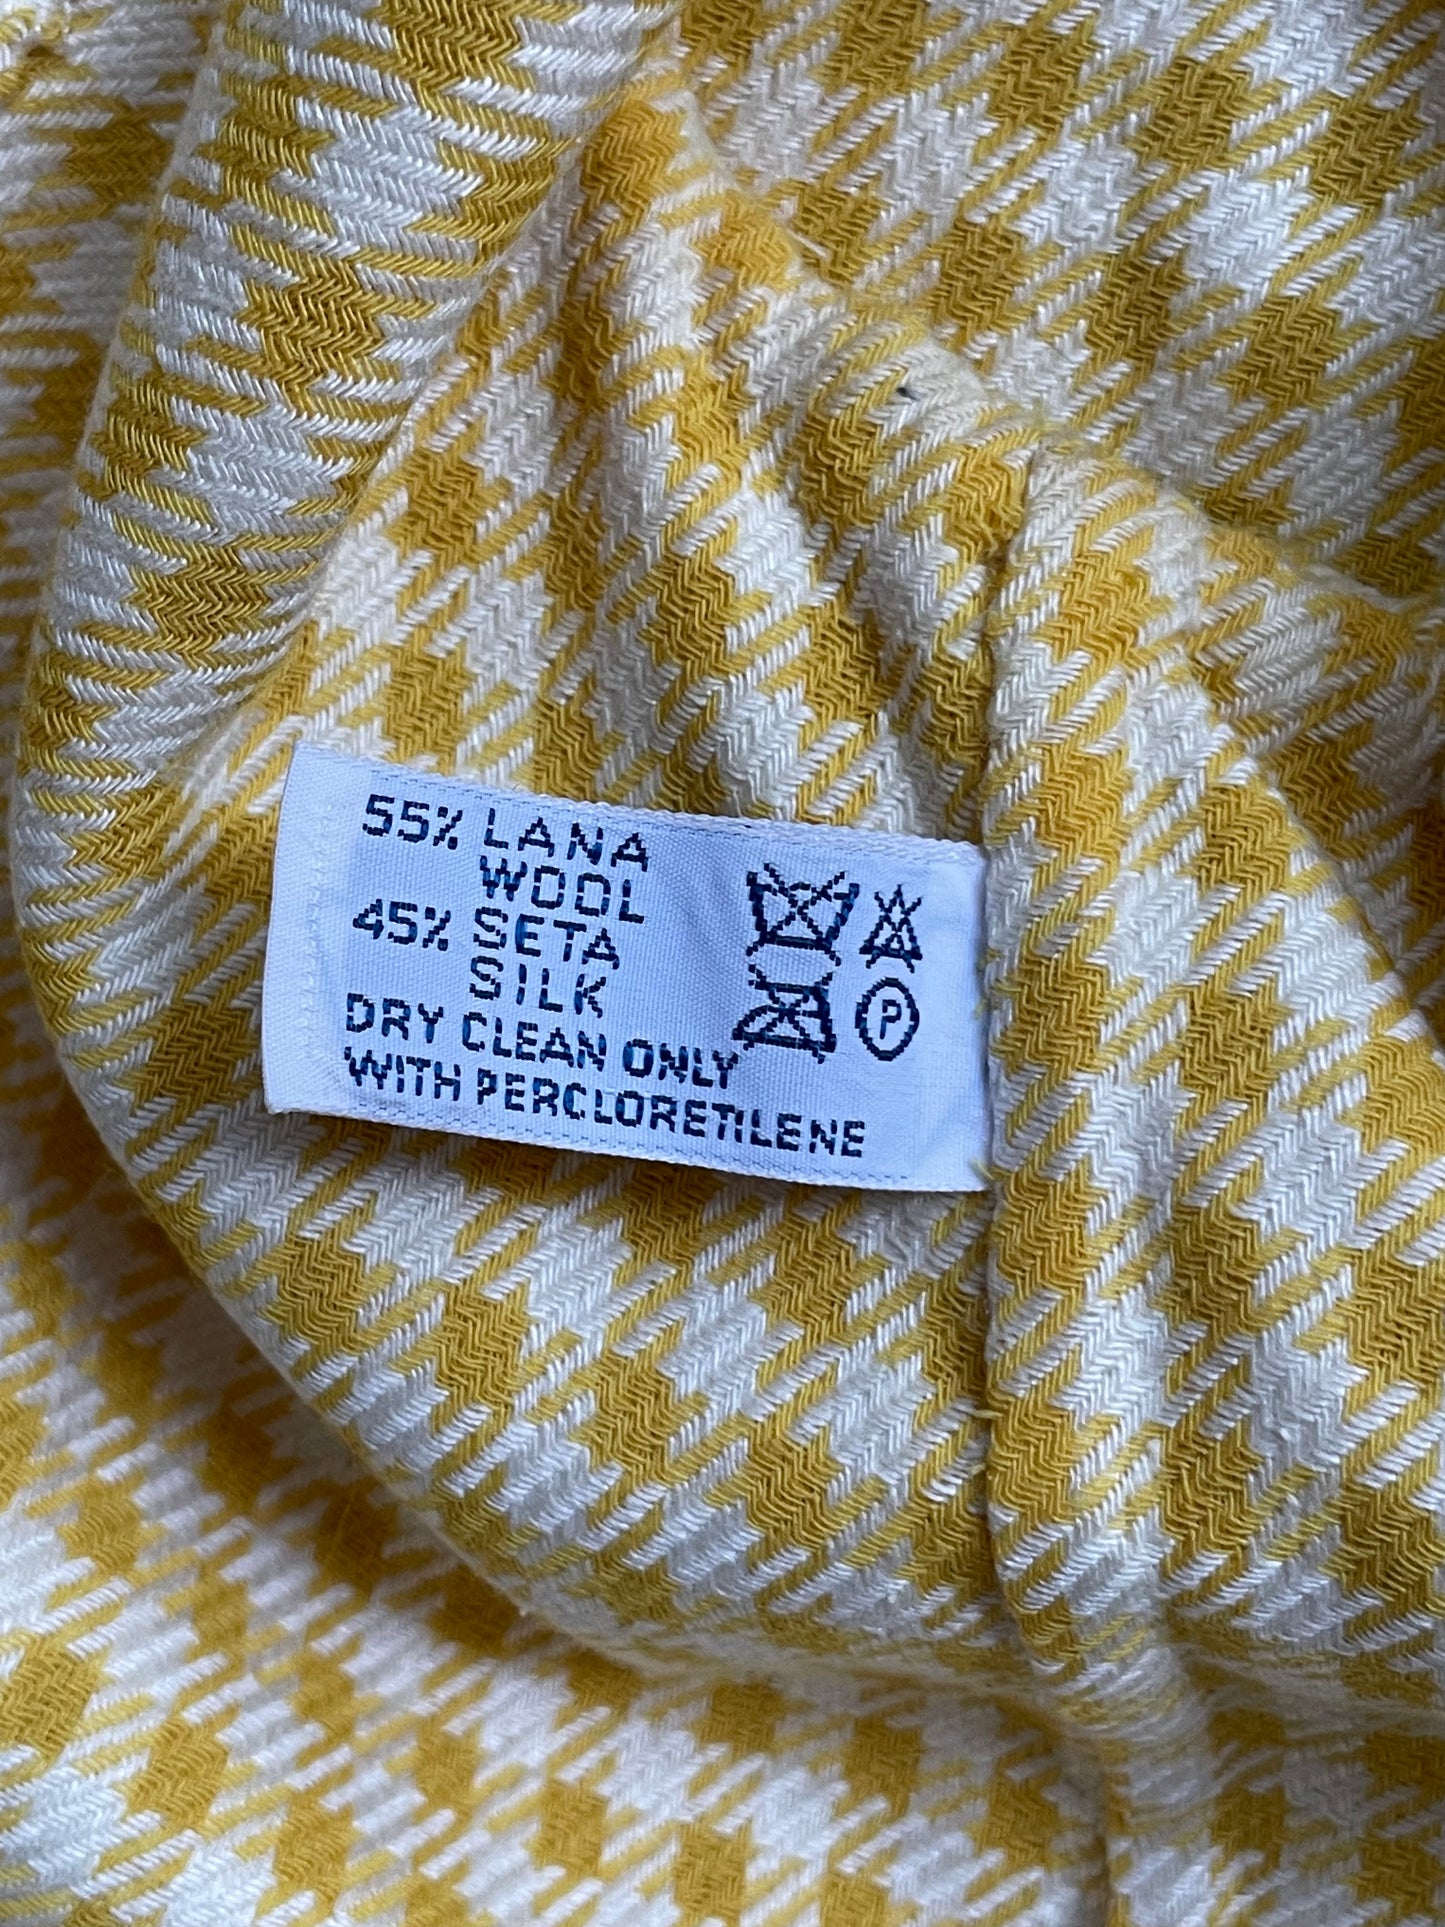 55% LANA
WOOL
45% SETA
SILK
DRY CLEAN ONLY
WITH PERCLORETILENE
P